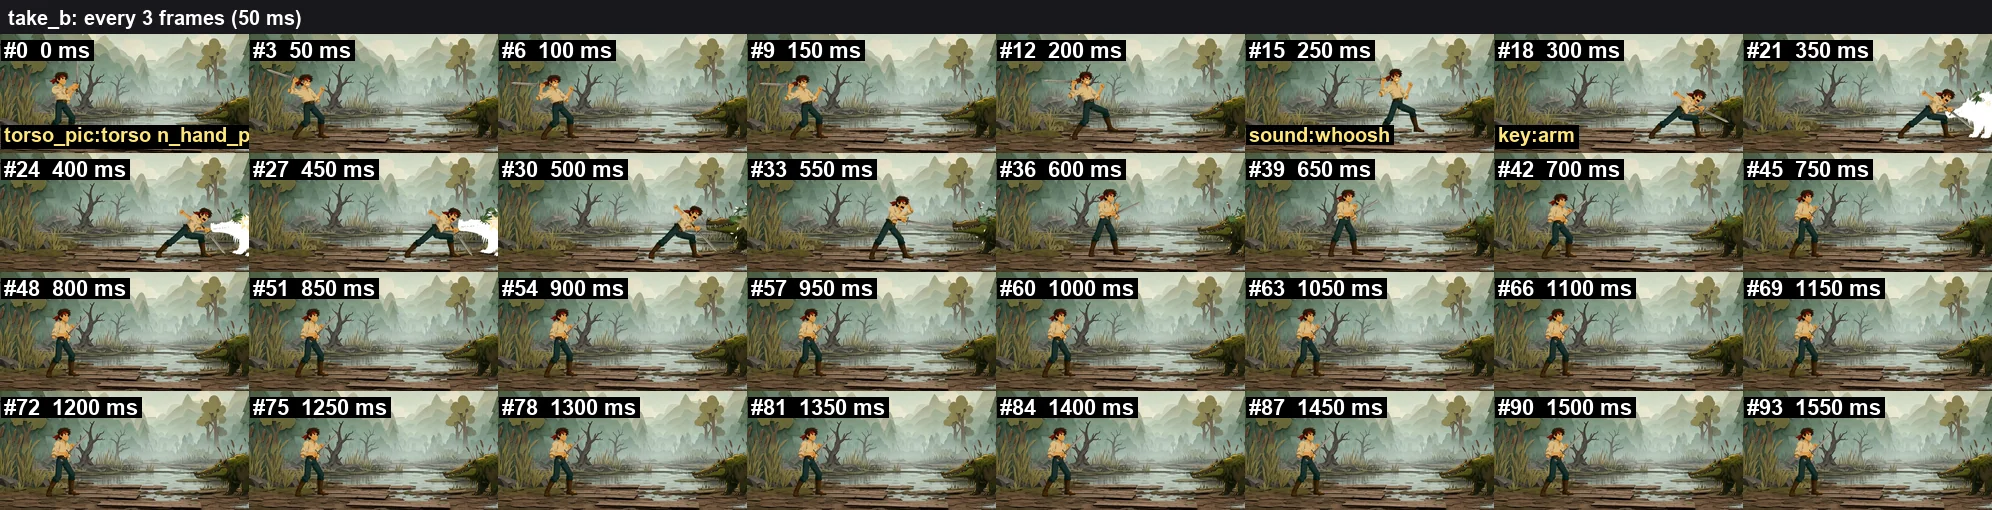 take_b: every 3 frames (50 ms)
#0 0 ms
#3 50 ms
#6 100 ms
#9 150 ms
#12 200 ms
#15 250 ms
#18 300 ms
#21 350 ms
torso_pic:torso n_hand_p
sound:whoosh
key:arm
#24 400 ms
#27 450 ms
#30 500 ms
#33 550 ms
#36 600 ms
#39 650 ms
#42 700 ms
#45 750 ms
#48 800 ms
#51 850 ms
#54 900 ms
#57 950 ms
#60 1000 ms
#63 1050 ms
#66 1100 ms
#69 1150 ms
#72 1200 ms
#75 1250 ms
#78 1300 ms
#81 1350 ms
#84 1400 ms
#87 1450 ms
#90 1500 ms
#93 1550 ms